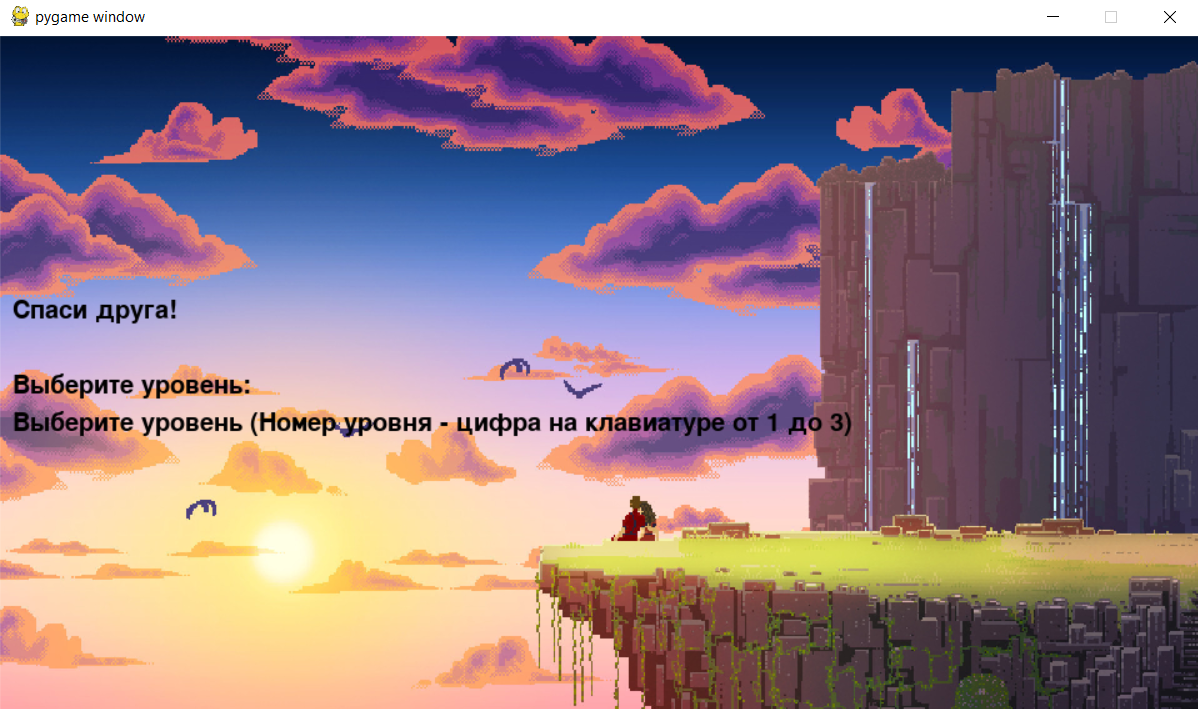 pygame window
Спаси друга!
Выберите уровень:
Выберите уровень (Номер уровня - цифра на клавиатуре от 1 до 3)